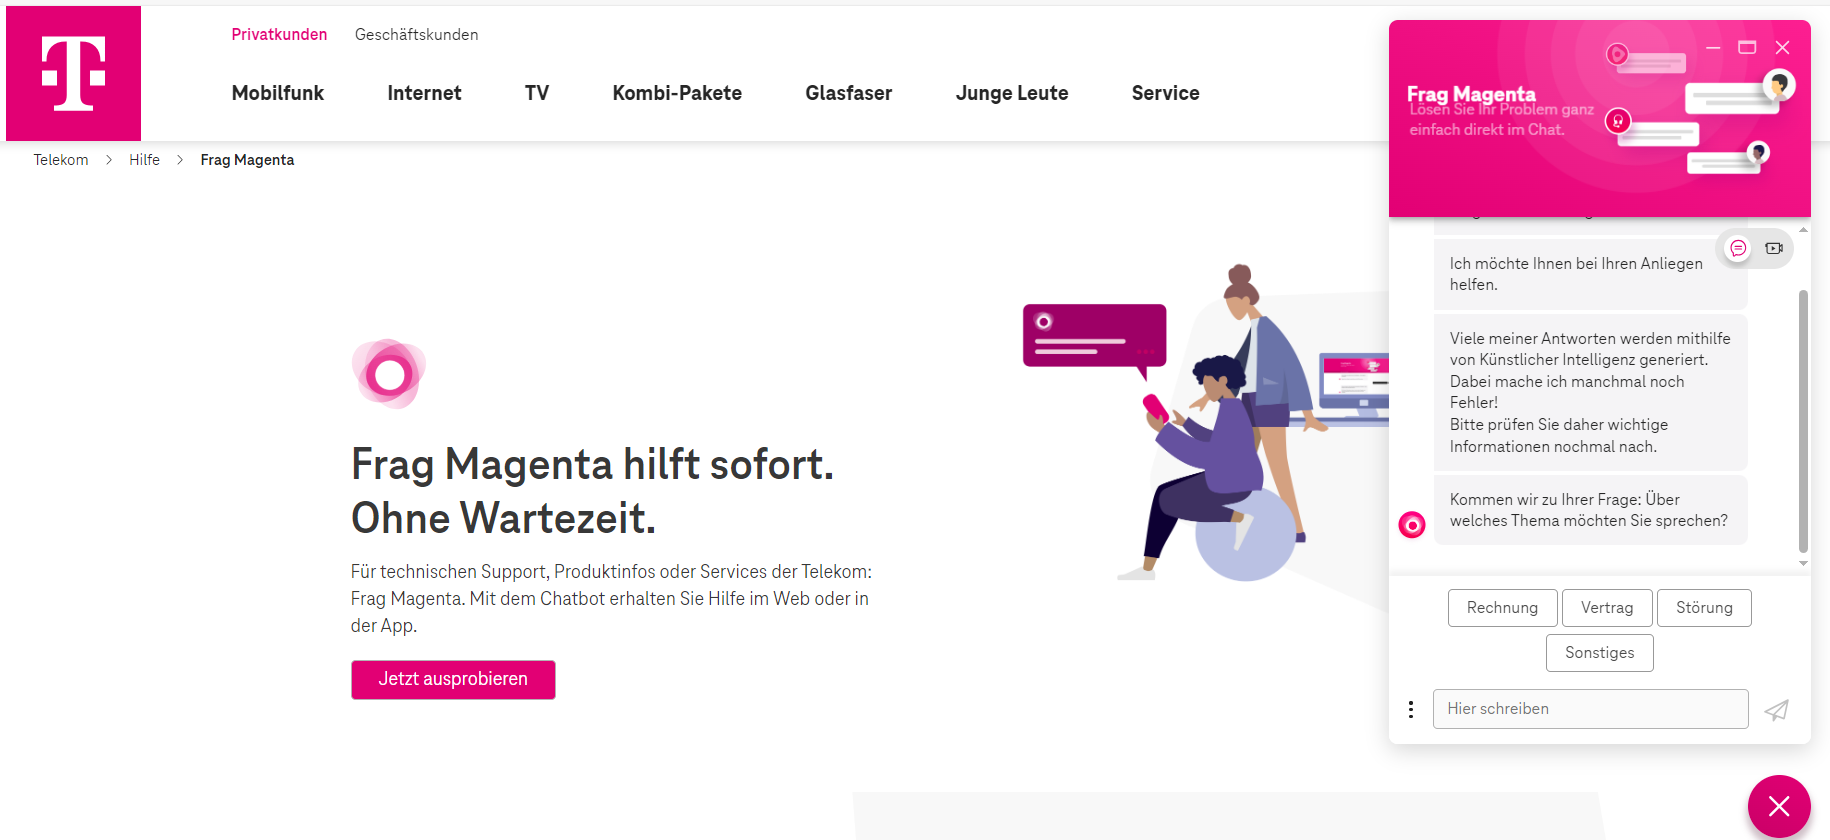 Privatkunden Geschäftskunden
Mobilfunk Internet TV Kombi-Pakete Glasfaser Junge Leute Service
Telekom > Hilfe > Frag Magenta
Frag Magenta hilft sofort.
Ohne Wartezeit.
Für technischen Support, Produktinfos oder Services der Telekom:
Frag Magenta. Mit dem Chatbot erhalten Sie Hilfe im Web oder in
der App.
Jetzt ausprobieren
Frag Magenta
Lösen Sie Ihr Problem ganz
einfach direkt im Chat.
Ich möchte Ihnen bei Ihren Anliegen
helfen.
Viele meiner Antworten werden mithilfe
von Künstlicher Intelligenz generiert.
Dabei mache ich manchmal noch
Fehler!
Bitte prüfen Sie daher wichtige
Informationen nochmal nach.
Kommen wir zu Ihrer Frage: Über
welches Thema möchten Sie sprechen?
Rechnung Vertrag Störung
Sonstiges
Hier schreiben